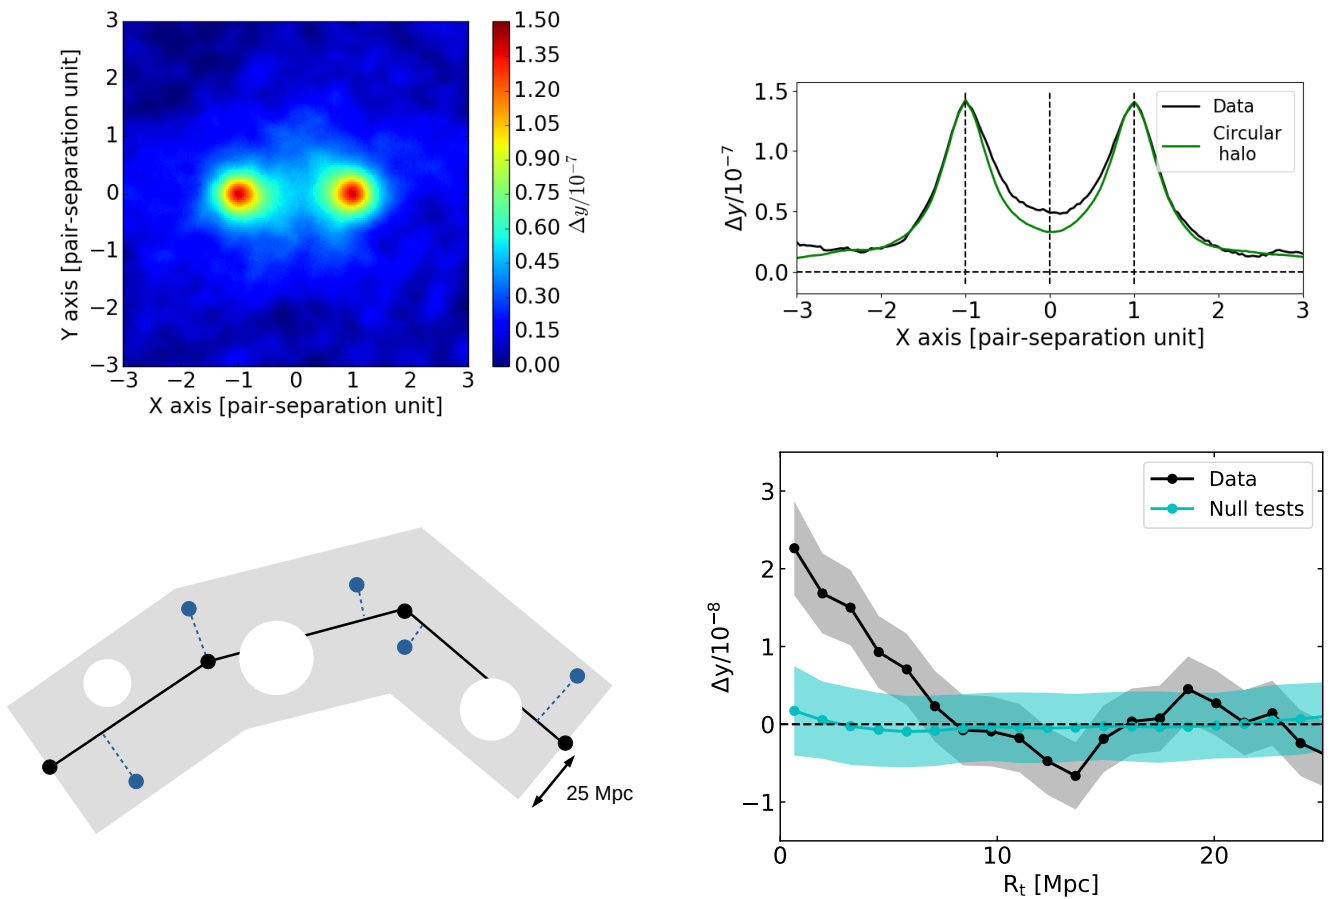 3
2
1
0
−1
−2
−3
Y axis [pair-separation unit]
−3 −2 −1 0 1 2 3
X axis [pair-separation unit]
1.50
1.35
1.20
1.05
0.90
0.75
0.60
0.45
0.30
0.15
0.00
Δy/10⁻⁷
1.5
1.0
0.5
0.0
Δy/10⁻⁷
Data
Circular
halo
−3 −2 −1 0 1 2 3
X axis [pair-separation unit]
25 Mpc
3
2
1
0
−1
Δy/10⁻⁸
Data
Null tests
0 10 20
Rₜ [Mpc]